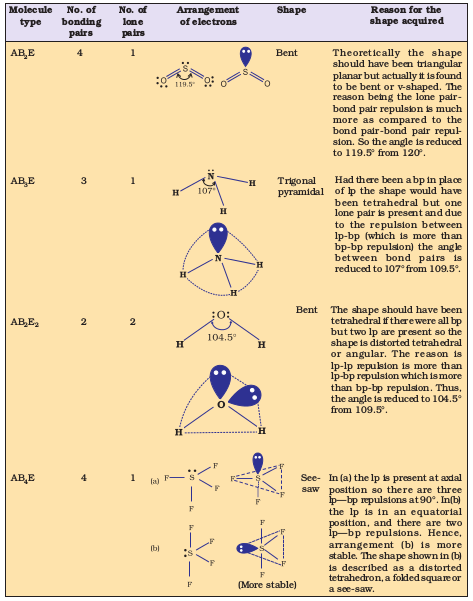 Molecule type No. of bonding pairs No. of lone pairs Arrangement of electrons Shape Reason for the shape acquired
AB₂E 4 1 Bent
S
O O
119.5°
S
O O
Theoretically the shape
should have been triangular
planar but actually it is found
to be bent or v-shaped. The
reason being the lone pair-
bond pair repulsion is much
more as compared to the
bond pair-bond pair repul-
sion. So the angle is reduced
to 119.5° from 120°.
AB₃E 3 1 Trigonal
pyramidal
N
107°
H H
H
N
H H
H
Had there been a bp in place
of lp the shape would have
been tetrahedral but one
lone pair is present and due
to the repulsion between
lp-bp (which is more than
bp-bp repulsion) the angle
between bond pairs is
reduced to 107° from 109.5°.
AB₂E₂ 2 2 Bent
O
104.5°
H H
O
H H
The shape should have been
tetrahedral if there were all bp
but two lp are present so the
shape is distorted tetrahedral
or angular. The reason is
lp-lp repulsion is more than
lp-bp repulsion which is more
than bp-bp repulsion. Thus,
the angle is reduced to 104.5°
from 109.5°.
AB₄E 4 1 See-
saw
(a) F S F
F
F
F S F
F
F
(b) F
S F
F
F
F
S F
F
F
(More stable)
In (a) the lp is present at axial
position so there are three
lp—bp repulsions at 90°. In(b)
the lp is in an equatorial
position, and there are two
lp—bp repulsions. Hence,
arrangement (b) is more
stable. The shape shown in (b)
is described as a distorted
tetrahedron, a folded square or
a see-saw.